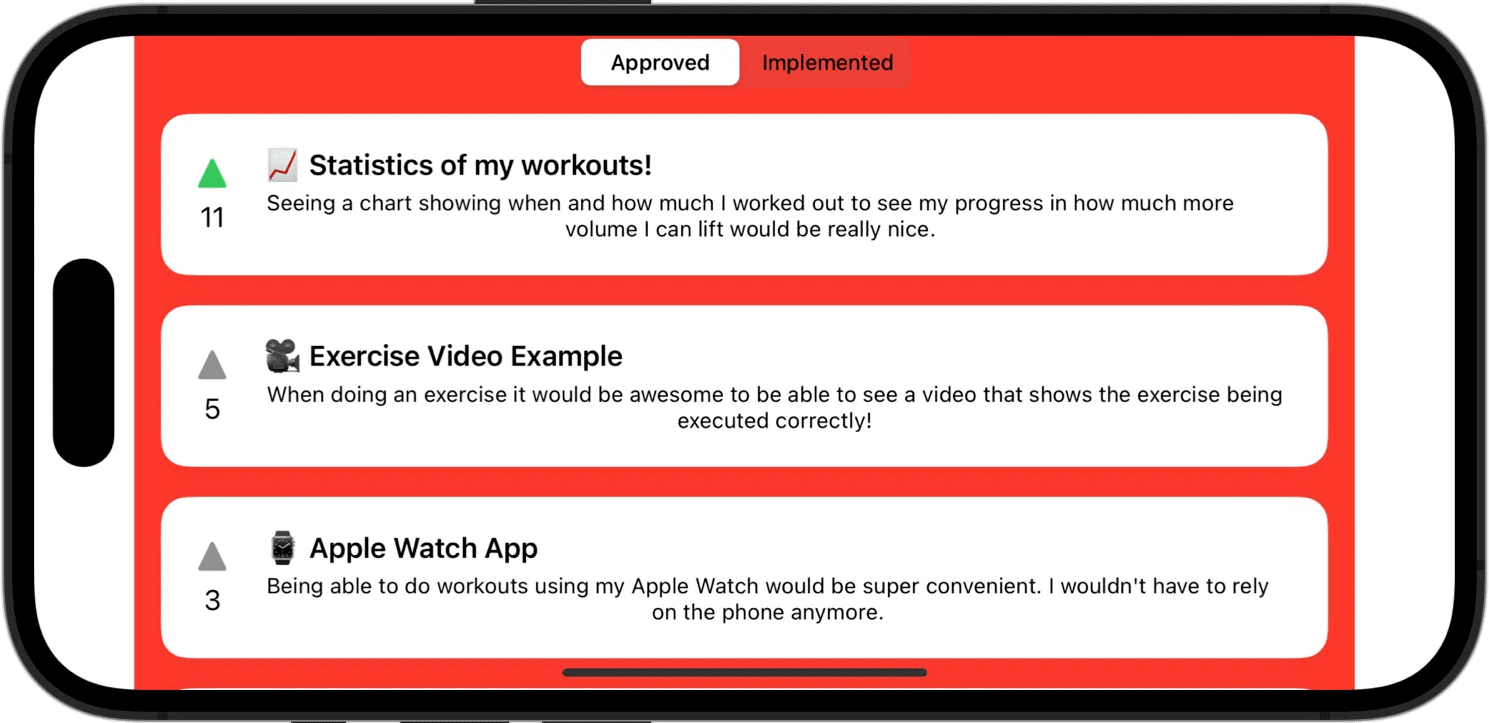 Approved Implemented
Statistics of my workouts!
11
Seeing a chart showing when and how much I worked out to see my progress in how much more
volume I can lift would be really nice.
Exercise Video Example
5
When doing an exercise it would be awesome to be able to see a video that shows the exercise being
executed correctly!
Apple Watch App
3
Being able to do workouts using my Apple Watch would be super convenient. I wouldn't have to rely
on the phone anymore.